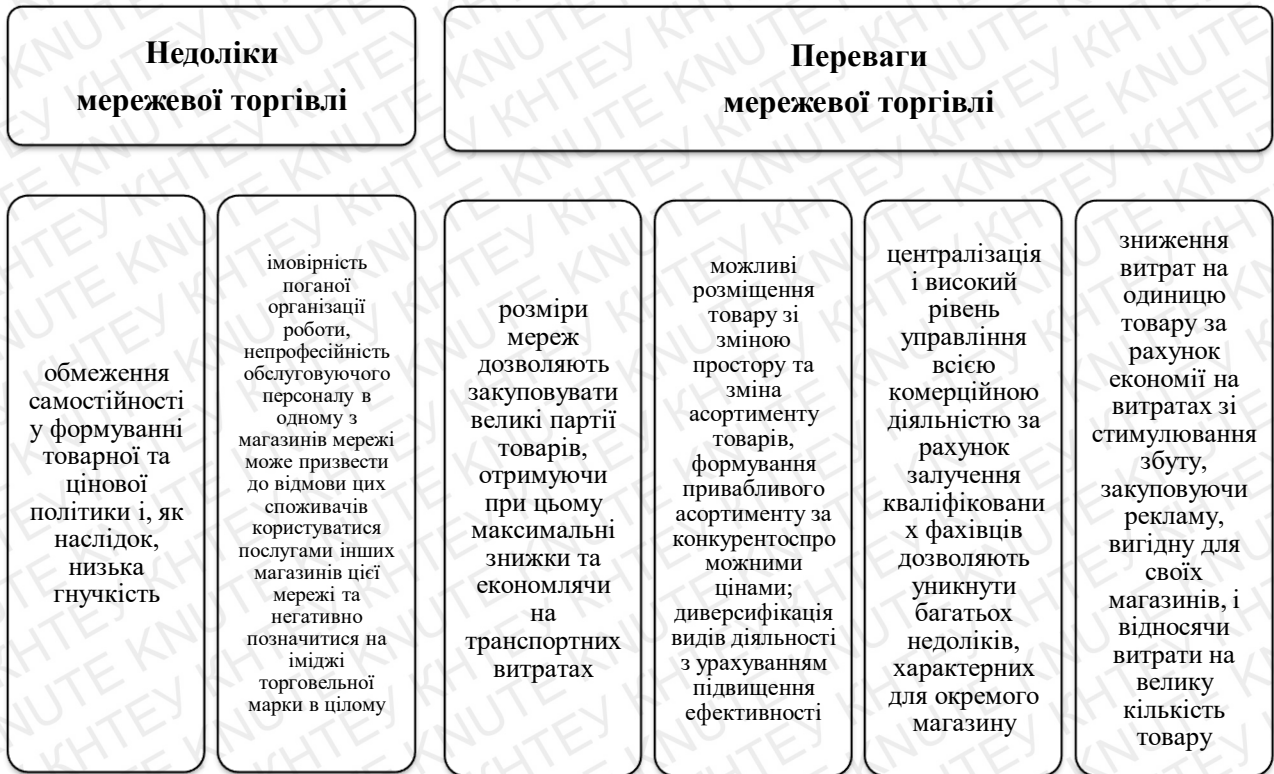 Недоліки
мережевої торгівлі
Переваги
мережевої торгівлі
обмеження
самостійності
у формуванні
товарної та
цінової
політики і, як
наслідок,
низька
гнучкість
імовірність
поганої
організації
роботи,
непрофесійність
обслуговуючого
персоналу в
одному з
магазинів мережі
може призвести
до відмови цих
споживачів
користуватися
послугами інших
магазинів цієї
мережі та
негативно
позначитися на
іміджі
торговельної
марки в цілому
розміри
мереж
дозволяють
закуповувати
великі партії
товарів,
отримуючи
при цьому
максимальні
знижки та
економлячи
на
транспортних
витратах
можливі
розміщення
товару зі
зміною
простору та
зміна
асортименту
товарів,
формування
привабливого
асортименту за
конкурентоспро
можними
цінами;
диверсифікація
видів діяльності
з урахуванням
підвищення
ефективності
централізація
і високий
рівень
управління
всією
комерційною
діяльністю за
рахунок
залучення
кваліфіковани
х фахівців
дозволяють
уникнути
багатьох
недоліків,
характерних
для окремого
магазину
зниження
витрат на
одиницю
товару за
рахунок
економії на
витратах зі
стимулювання
збуту,
закуповуючи
рекламу,
вигідну для
своїх
магазинів, і
відносячи
витрати на
велику
кількість
товару